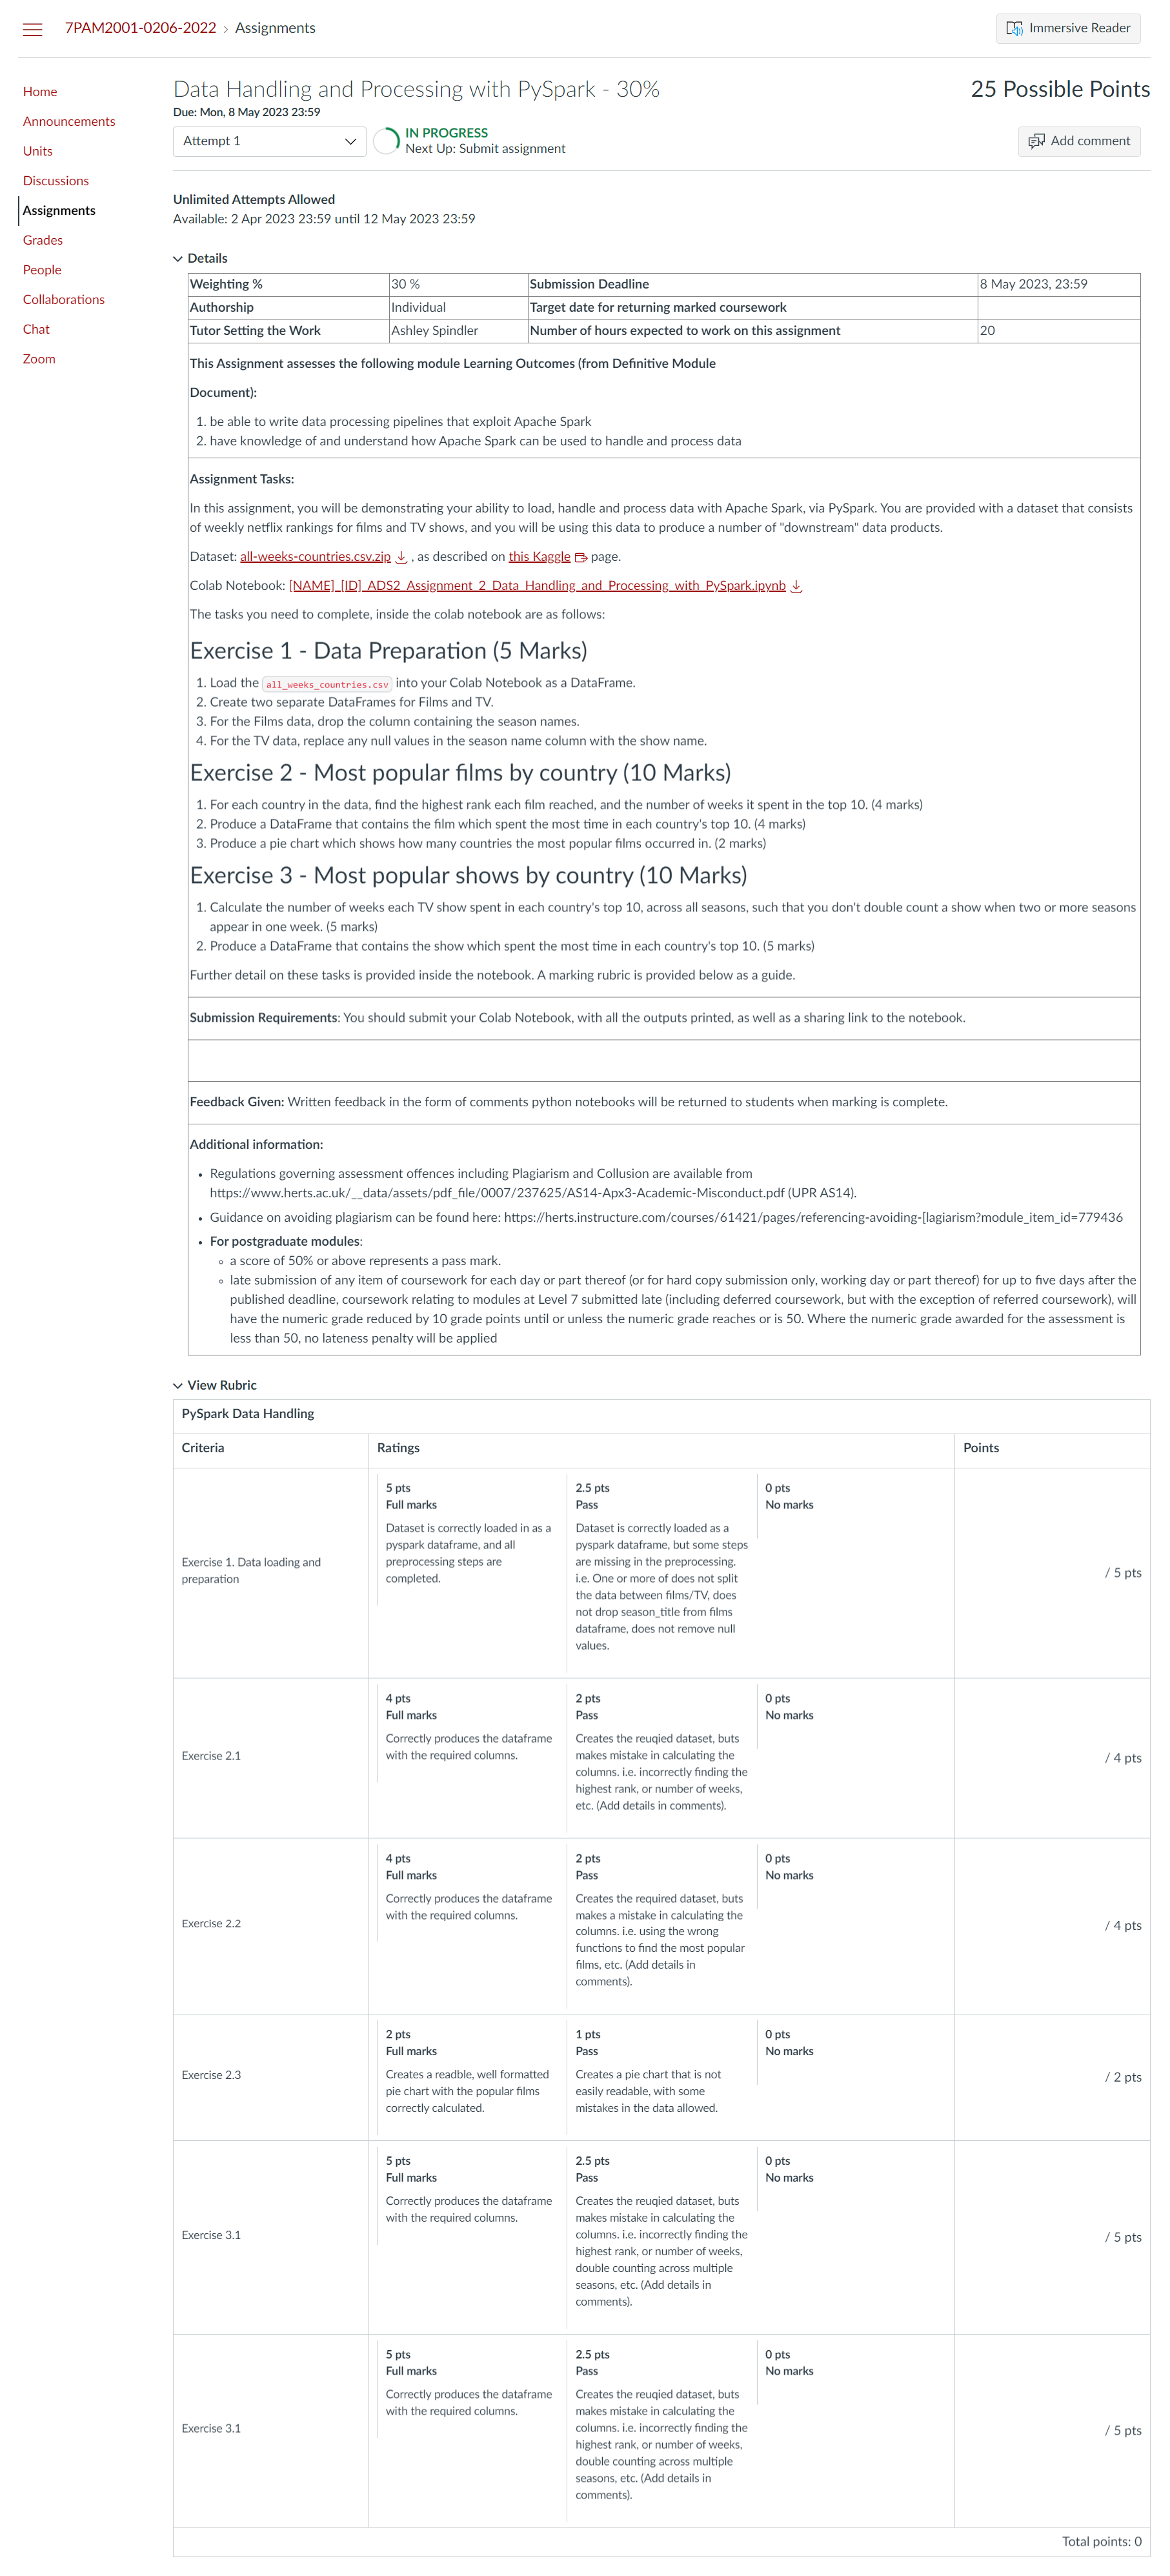 7PAM2001-0206-2022 › Assignments
Immersive Reader
Home
Announcements
Units
Discussions
Assignments
Grades
People
Collaborations
Chat
Zoom
Data Handling and Processing with PySpark - 30%
25 Possible Points
Due: Mon, 8 May 2023 23:59
Attempt 1
IN PROGRESS
Next Up: Submit assignment
Add comment
Unlimited Attempts Allowed
Available: 2 Apr 2023 23:59 until 12 May 2023 23:59
Details
Weighting % 30 % Submission Deadline 8 May 2023, 23:59
Authorship Individual Target date for returning marked coursework
Tutor Setting the Work Ashley Spindler Number of hours expected to work on this assignment 20
This Assignment assesses the following module Learning Outcomes (from Definitive Module
Document):
1. be able to write data processing pipelines that exploit Apache Spark
2. have knowledge of and understand how Apache Spark can be used to handle and process data
Assignment Tasks:
In this assignment, you will be demonstrating your ability to load, handle and process data with Apache Spark, via PySpark. You are provided with a dataset that consists
of weekly netflix rankings for films and TV shows, and you will be using this data to produce a number of "downstream" data products.
Dataset: all-weeks-countries.csv.zip , as described on this Kaggle page.
Colab Notebook: [NAME]_[ID]_ADS2_Assignment_2_Data_Handling_and_Processing_with_PySpark.ipynb
The tasks you need to complete, inside the colab notebook are as follows:
Exercise 1 - Data Preparation (5 Marks)
1. Load the all_weeks_countries.csv into your Colab Notebook as a DataFrame.
2. Create two separate DataFrames for Films and TV.
3. For the Films data, drop the column containing the season names.
4. For the TV data, replace any null values in the season name column with the show name.
Exercise 2 - Most popular films by country (10 Marks)
1. For each country in the data, find the highest rank each film reached, and the number of weeks it spent in the top 10. (4 marks)
2. Produce a DataFrame that contains the film which spent the most time in each country's top 10. (4 marks)
3. Produce a pie chart which shows how many countries the most popular films occurred in. (2 marks)
Exercise 3 - Most popular shows by country (10 Marks)
1. Calculate the number of weeks each TV show spent in each country's top 10, across all seasons, such that you don't double count a show when two or more seasons
appear in one week. (5 marks)
2. Produce a DataFrame that contains the show which spent the most time in each country's top 10. (5 marks)
Further detail on these tasks is provided inside the notebook. A marking rubric is provided below as a guide.
Submission Requirements: You should submit your Colab Notebook, with all the outputs printed, as well as a sharing link to the notebook.
Feedback Given: Written feedback in the form of comments python notebooks will be returned to students when marking is complete.
Additional information:
• Regulations governing assessment offences including Plagiarism and Collusion are available from
https://www.herts.ac.uk/__data/assets/pdf_file/0007/237625/AS14-Apx3-Academic-Misconduct.pdf (UPR AS14).
• Guidance on avoiding plagiarism can be found here: https://herts.instructure.com/courses/61421/pages/referencing-avoiding-[lagiarism?module_item_id=779436
• For postgraduate modules:
◦ a score of 50% or above represents a pass mark.
◦ late submission of any item of coursework for each day or part thereof (or for hard copy submission only, working day or part thereof) for up to five days after the
published deadline, coursework relating to modules at Level 7 submitted late (including deferred coursework, but with the exception of referred coursework), will
have the numeric grade reduced by 10 grade points until or unless the numeric grade reaches or is 50. Where the numeric grade awarded for the assessment is
less than 50, no lateness penalty will be applied
View Rubric
PySpark Data Handling
Criteria Ratings Points
Exercise 1. Data loading and
preparation
5 pts
Full marks
Dataset is correctly loaded in as a
pyspark dataframe, and all
preprocessing steps are
completed.
2.5 pts
Pass
Dataset is correctly loaded as a
pyspark dataframe, but some steps
are missing in the preprocessing.
i.e. One or more of does not split
the data between films/TV, does
not drop season_title from films
dataframe, does not remove null
values.
0 pts
No marks
/ 5 pts
Exercise 2.1
4 pts
Full marks
Correctly produces the dataframe
with the required columns.
2 pts
Pass
Creates the reuqied dataset, buts
makes mistake in calculating the
columns. i.e. incorrectly finding the
highest rank, or number of weeks,
etc. (Add details in comments).
0 pts
No marks
/ 4 pts
Exercise 2.2
4 pts
Full marks
Correctly produces the dataframe
with the required columns.
2 pts
Pass
Creates the required dataset, buts
makes a mistake in calculating the
columns. i.e. using the wrong
functions to find the most popular
films, etc. (Add details in
comments).
0 pts
No marks
/ 4 pts
Exercise 2.3
2 pts
Full marks
Creates a readble, well formatted
pie chart with the popular films
correctly calculated.
1 pts
Pass
Creates a pie chart that is not
easily readable, with some
mistakes in the data allowed.
0 pts
No marks
/ 2 pts
Exercise 3.1
5 pts
Full marks
Correctly produces the dataframe
with the required columns.
2.5 pts
Pass
Creates the reuqied dataset, buts
makes mistake in calculating the
columns. i.e. incorrectly finding the
highest rank, or number of weeks,
double counting across multiple
seasons, etc. (Add details in
comments).
0 pts
No marks
/ 5 pts
Exercise 3.1
5 pts
Full marks
Correctly produces the dataframe
with the required columns.
2.5 pts
Pass
Creates the reuqied dataset, buts
makes mistake in calculating the
columns. i.e. incorrectly finding the
highest rank, or number of weeks,
double counting across multiple
seasons, etc. (Add details in
comments).
0 pts
No marks
/ 5 pts
Total points: 0